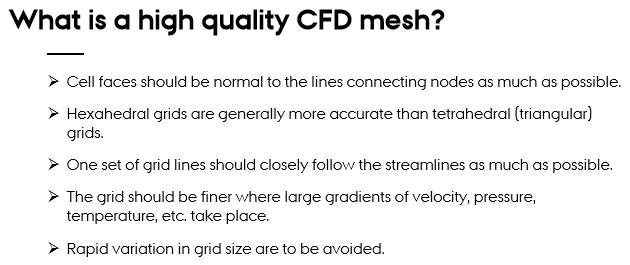 What is a high quality CFD mesh?
➢ Cell faces should be normal to the lines connecting nodes as much as possible.
➢ Hexahedral grids are generally more accurate than tetrahedral (triangular)
grids.
➢ One set of grid lines should closely follow the streamlines as much as possible.
➢ The grid should be finer where large gradients of velocity, pressure,
temperature, etc. take place.
➢ Rapid variation in grid size are to be avoided.